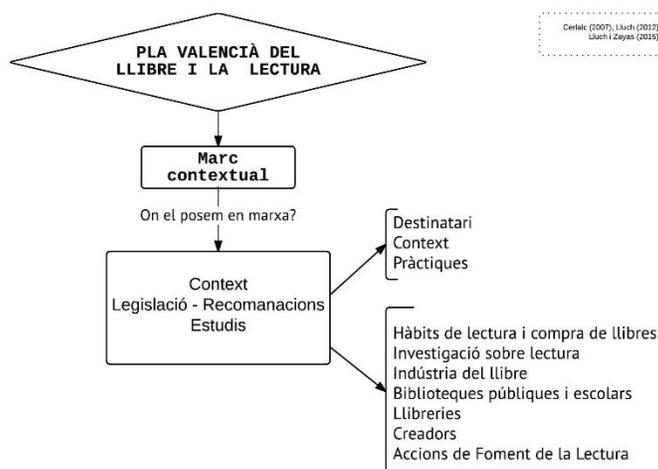 PLA VALENCIÀ DEL
LLIBRE I LA LECTURA
Cerlalc (2007), Lluch (2012)
Lluch i Zayas (2015)
Marc
contextual
On el posem en marxa?
Context
Legislació - Recomanacions
Estudis
Destinatari
Context
Pràctiques
Hàbits de lectura i compra de llibres
Investigació sobre lectura
Indústria del llibre
Biblioteques públiques i escolars
Llibreries
Creadors
Accions de Foment de la Lectura